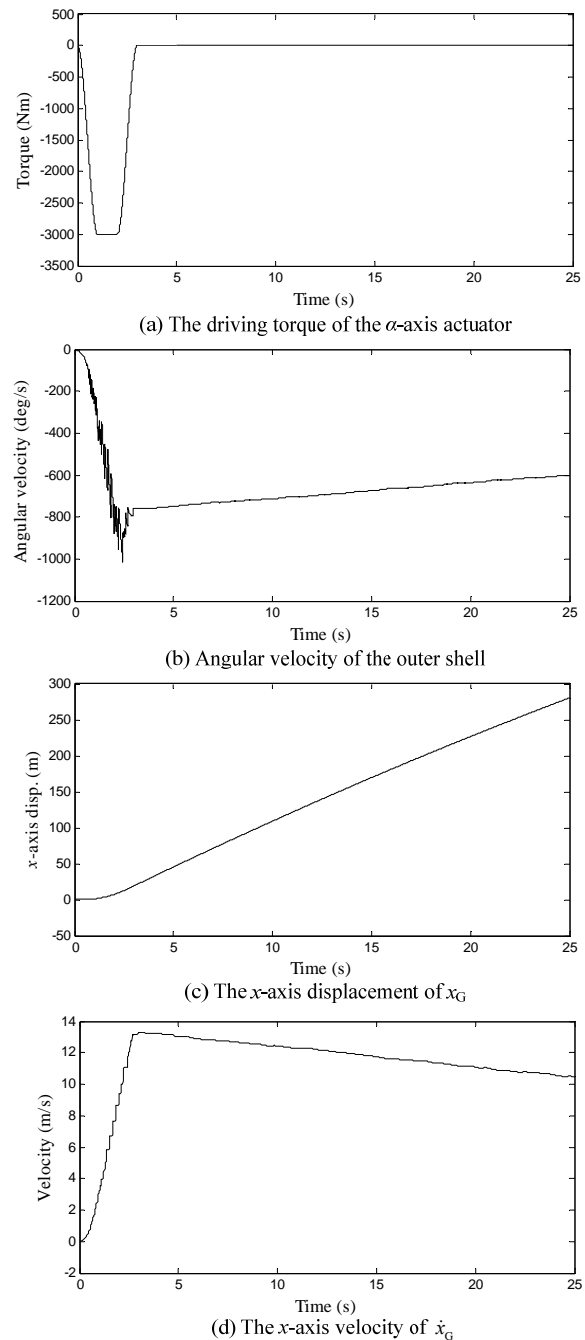 500
0
-500
-1000
-1500
-2000
-2500
-3000
-3500
Torque (Nm)
0 5 10 15 20 25
Time (s)
(a) The driving torque of the α-axis actuator
0
-200
-400
-600
-800
-1000
-1200
Angular velocity (deg/s)
0 5 10 15 20 25
Time (s)
(b) Angular velocity of the outer shell
300
250
200
150
100
50
0
-50
x-axis disp. (m)
0 5 10 15 20 25
Time (s)
(c) The x-axis displacement of xG
14
12
10
8
6
4
2
0
-2
Velocity (m/s)
0 5 10 15 20 25
Time (s)
(d) The x-axis velocity of ẋG